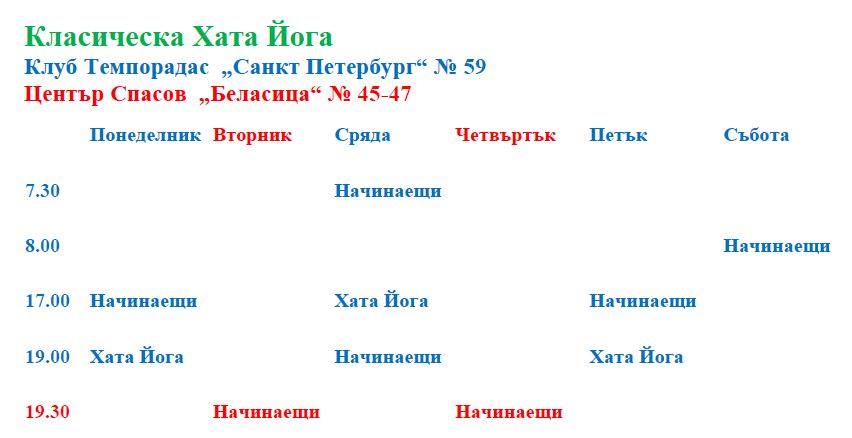 Класическа Хата Йога
Клуб Темпорадас „Санкт Петербург“ № 59
Център Спасов „Беласица“ № 45-47
Понеделник Вторник Сряда Четвъртък Петък Събота
7.30 Начинаещи
8.00 Начинаещи
17.00 Начинаещи Хата Йога Начинаещи
19.00 Хата Йога Начинаещи Хата Йога
19.30 Начинаещи Начинаещи